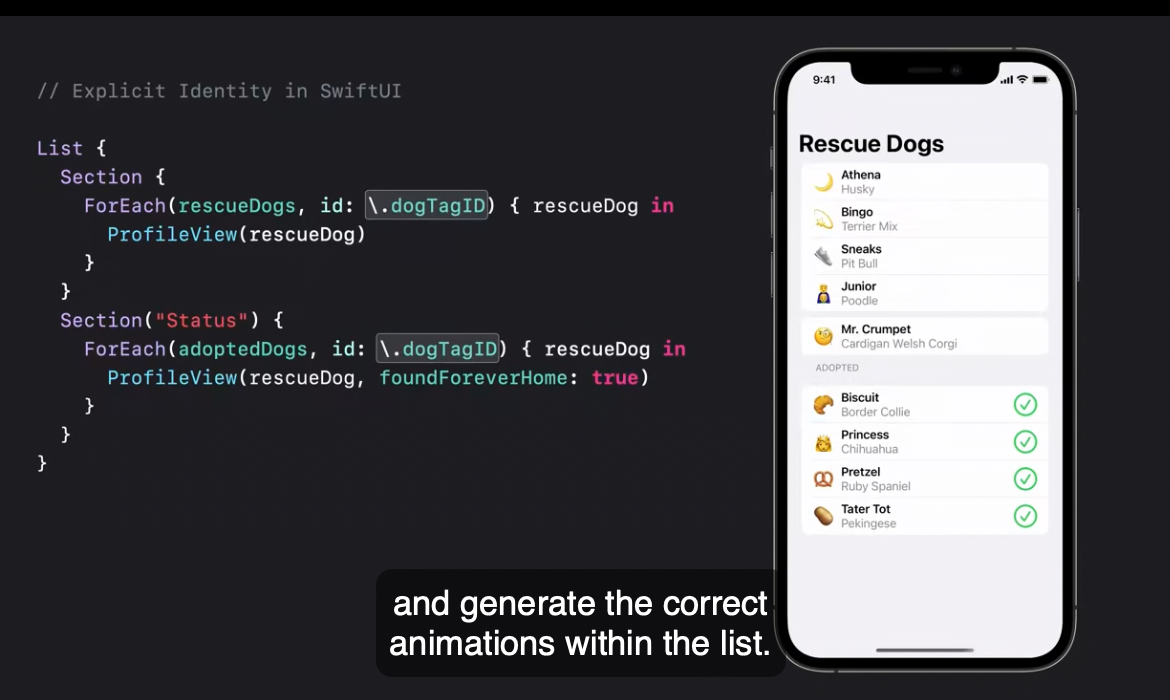 // Explicit Identity in SwiftUI
List {
Section {
ForEach(rescueDogs, id: \.dogTagID) { rescueDog in
ProfileView(rescueDog)
}
}
Section("Status") {
ForEach(adoptedDogs, id: \.dogTagID) { rescueDog in
ProfileView(rescueDog, foundForeverHome: true)
}
}
}
9:41
Rescue Dogs
Athena
Husky
Bingo
Terrier Mix
Sneaks
Pit Bull
Junior
Poodle
Mr. Crumpet
Cardigan Welsh Corgi
ADOPTED
Biscuit
Border Collie
Princess
Chihuahua
Pretzel
Ruby Spaniel
Tater Tot
Pekingese
and generate the correct
animations within the list.